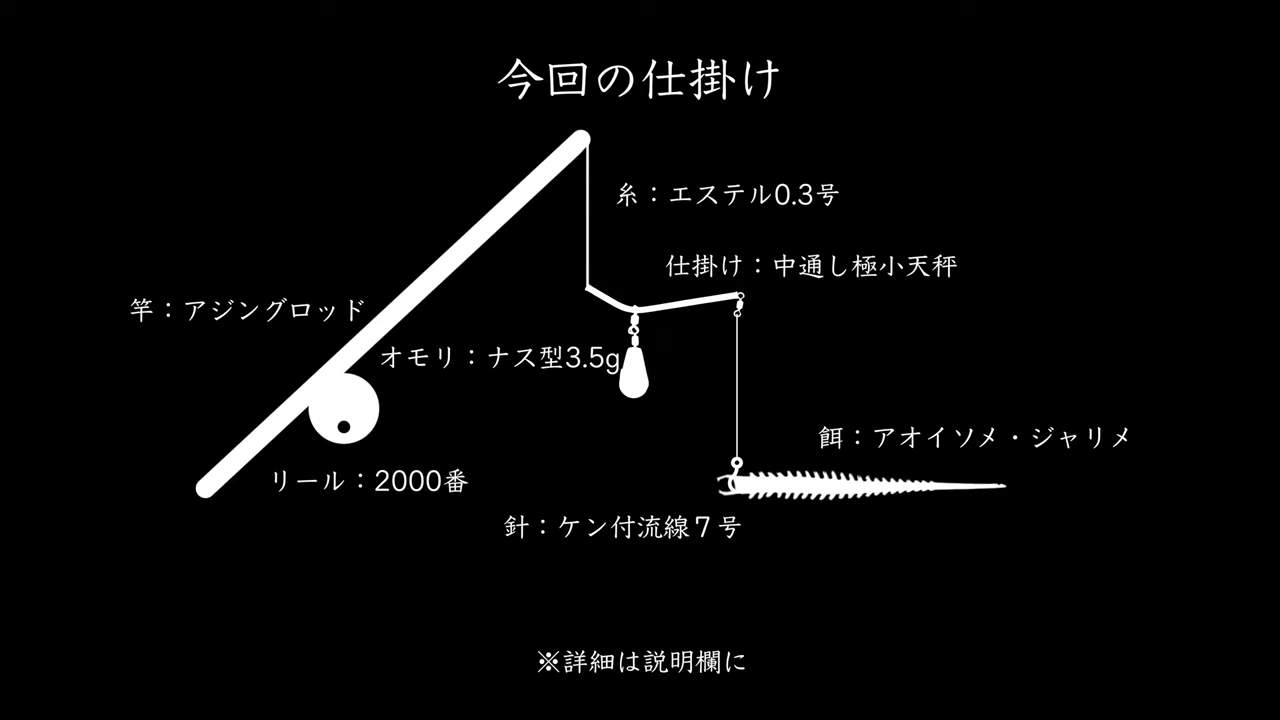 今回の仕掛け
糸：エステル0.3号
仕掛け：中通し極小天秤
竿：アジングロッド
オモリ：ナス型3.5g
餌：アオイソメ・ジャリメ
リール：2000番
針：ケン付流線７号
※詳細は説明欄に